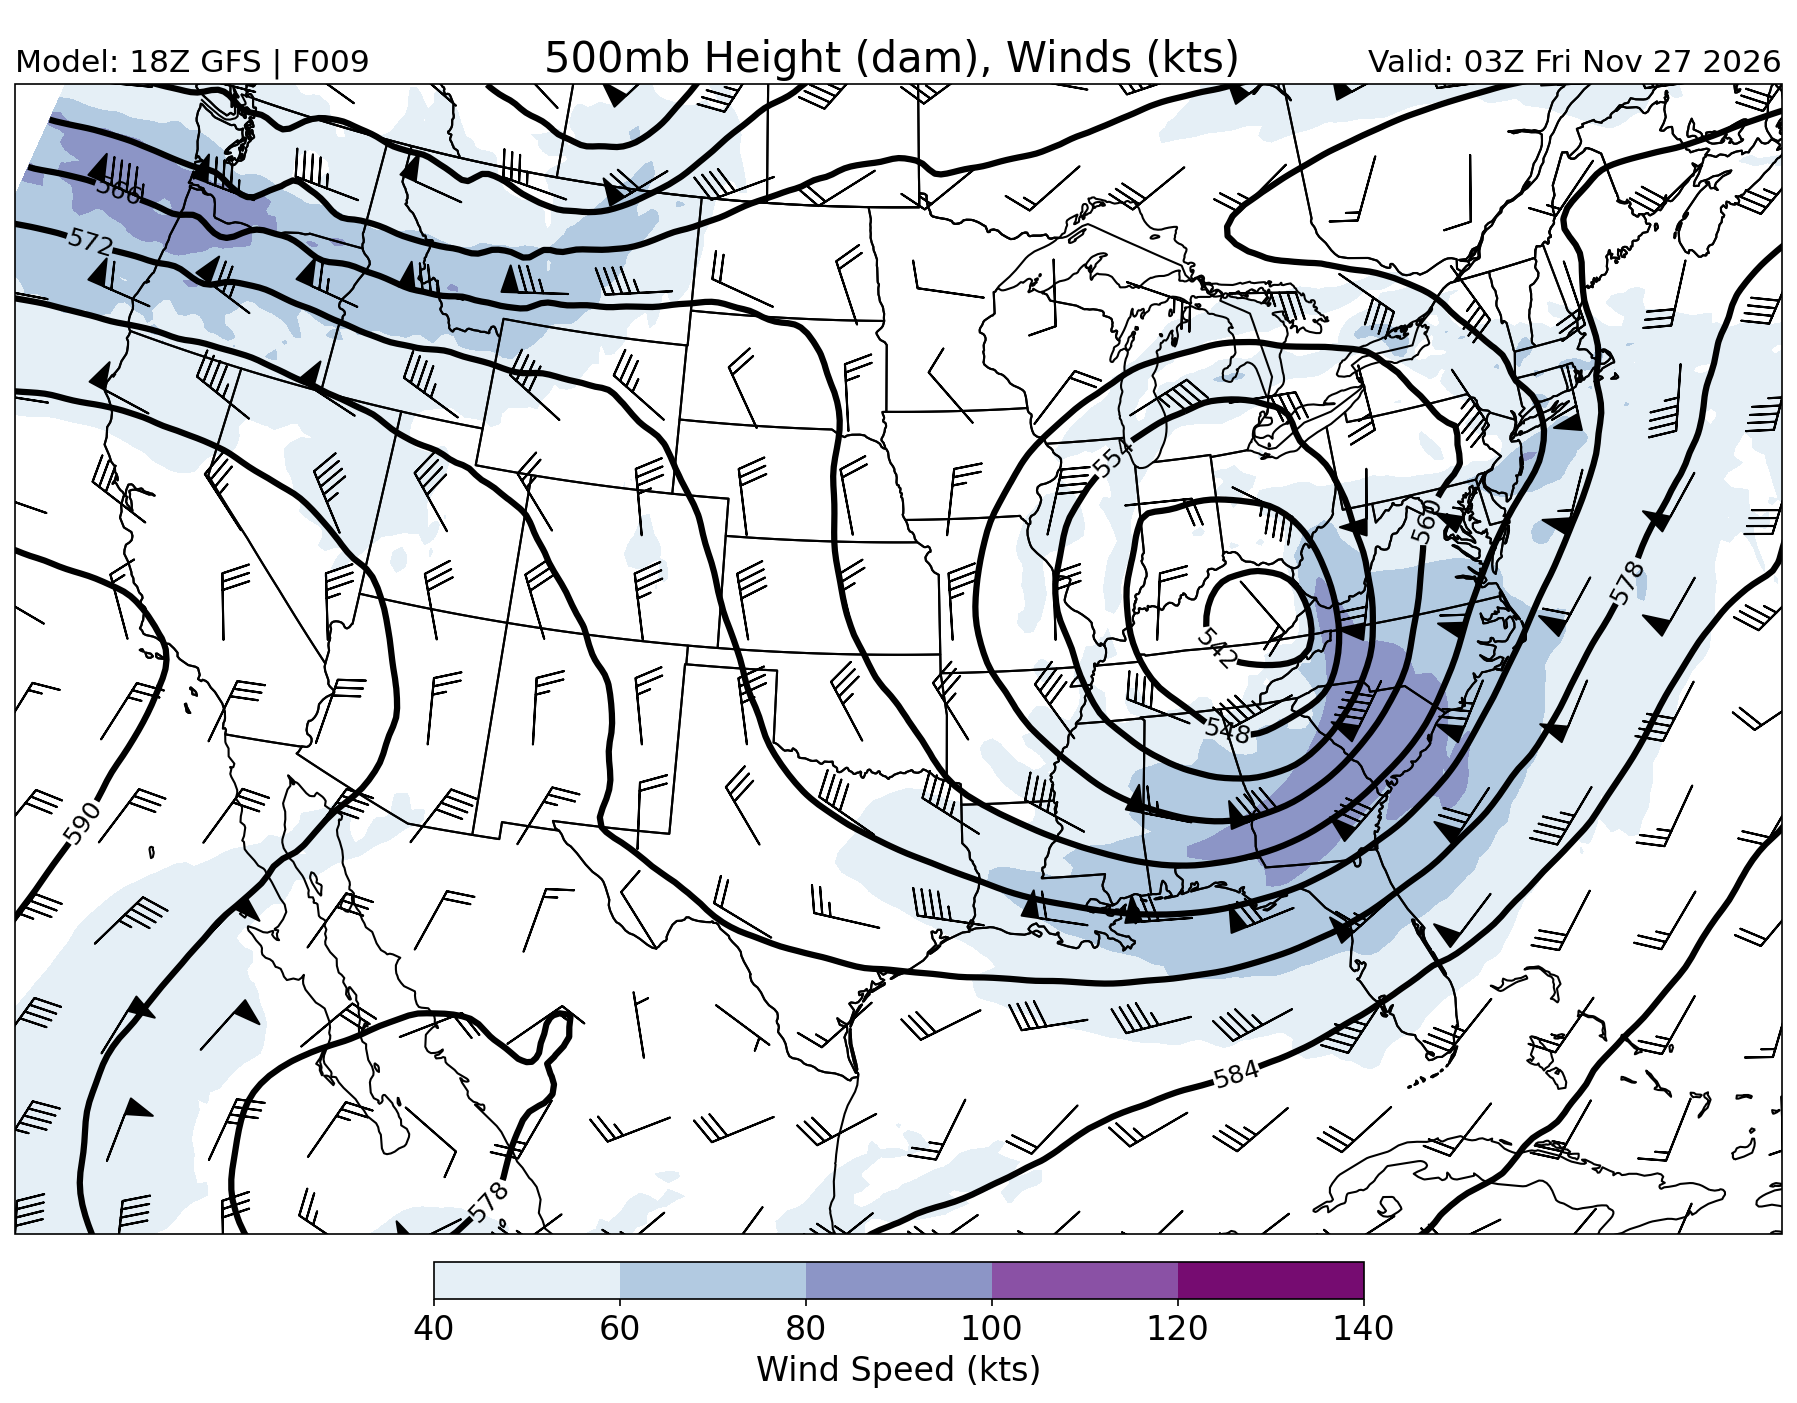 500mb Height (dam), Winds (kts)
Model: 18Z GFS | F009
Valid: 03Z Fri Nov 27 2026
566
572
554
560
578
542
548
590
584
578
40 60 80 100 120 140
Wind Speed (kts)